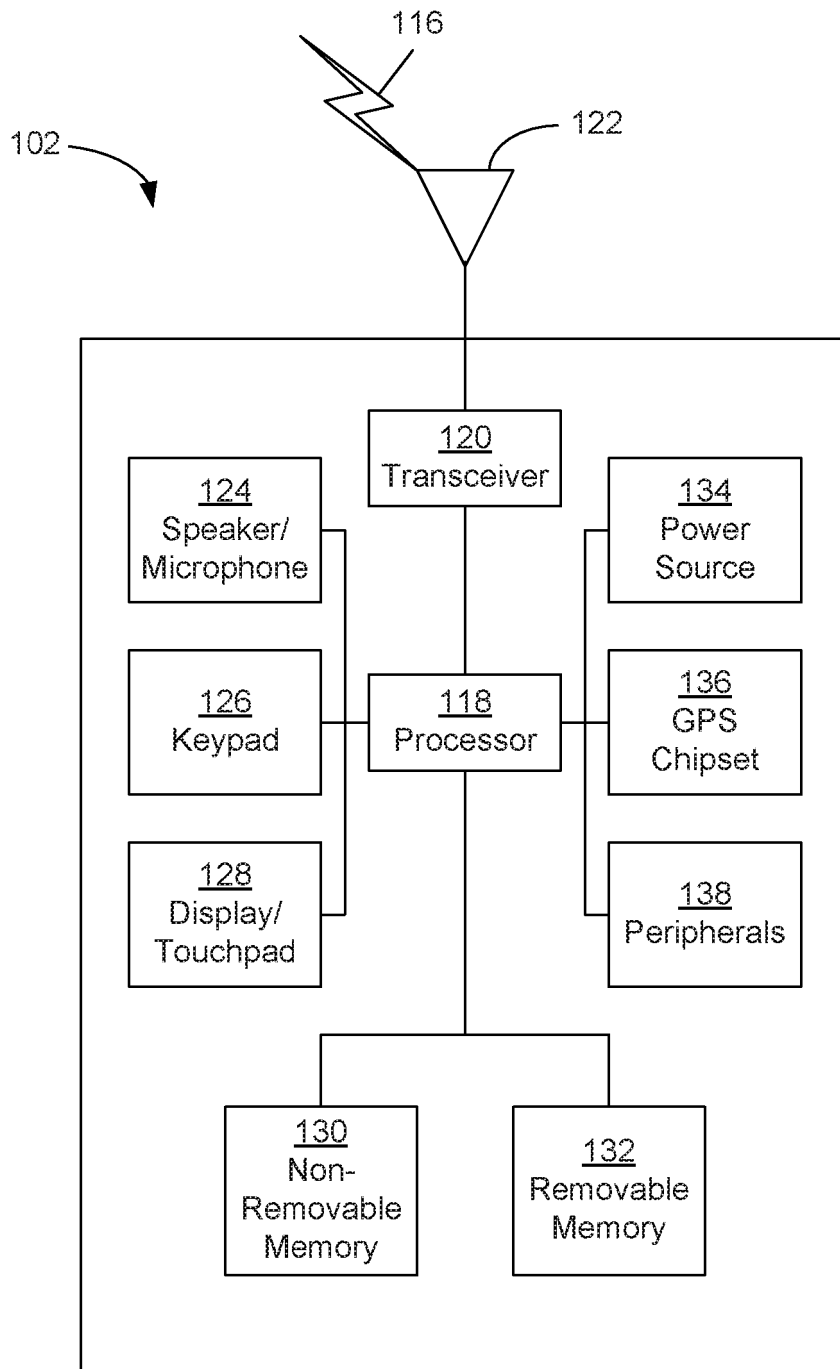 116
122
102
120
Transceiver
124
Speaker/
Microphone
134
Power
Source
126
Keypad
118
Processor
136
GPS
Chipset
128
Display/
Touchpad
138
Peripherals
130
Non-
Removable
Memory
132
Removable
Memory